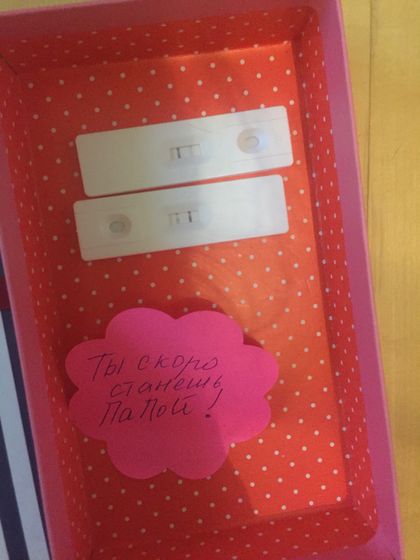 Ты скоро
станешь
Папой!